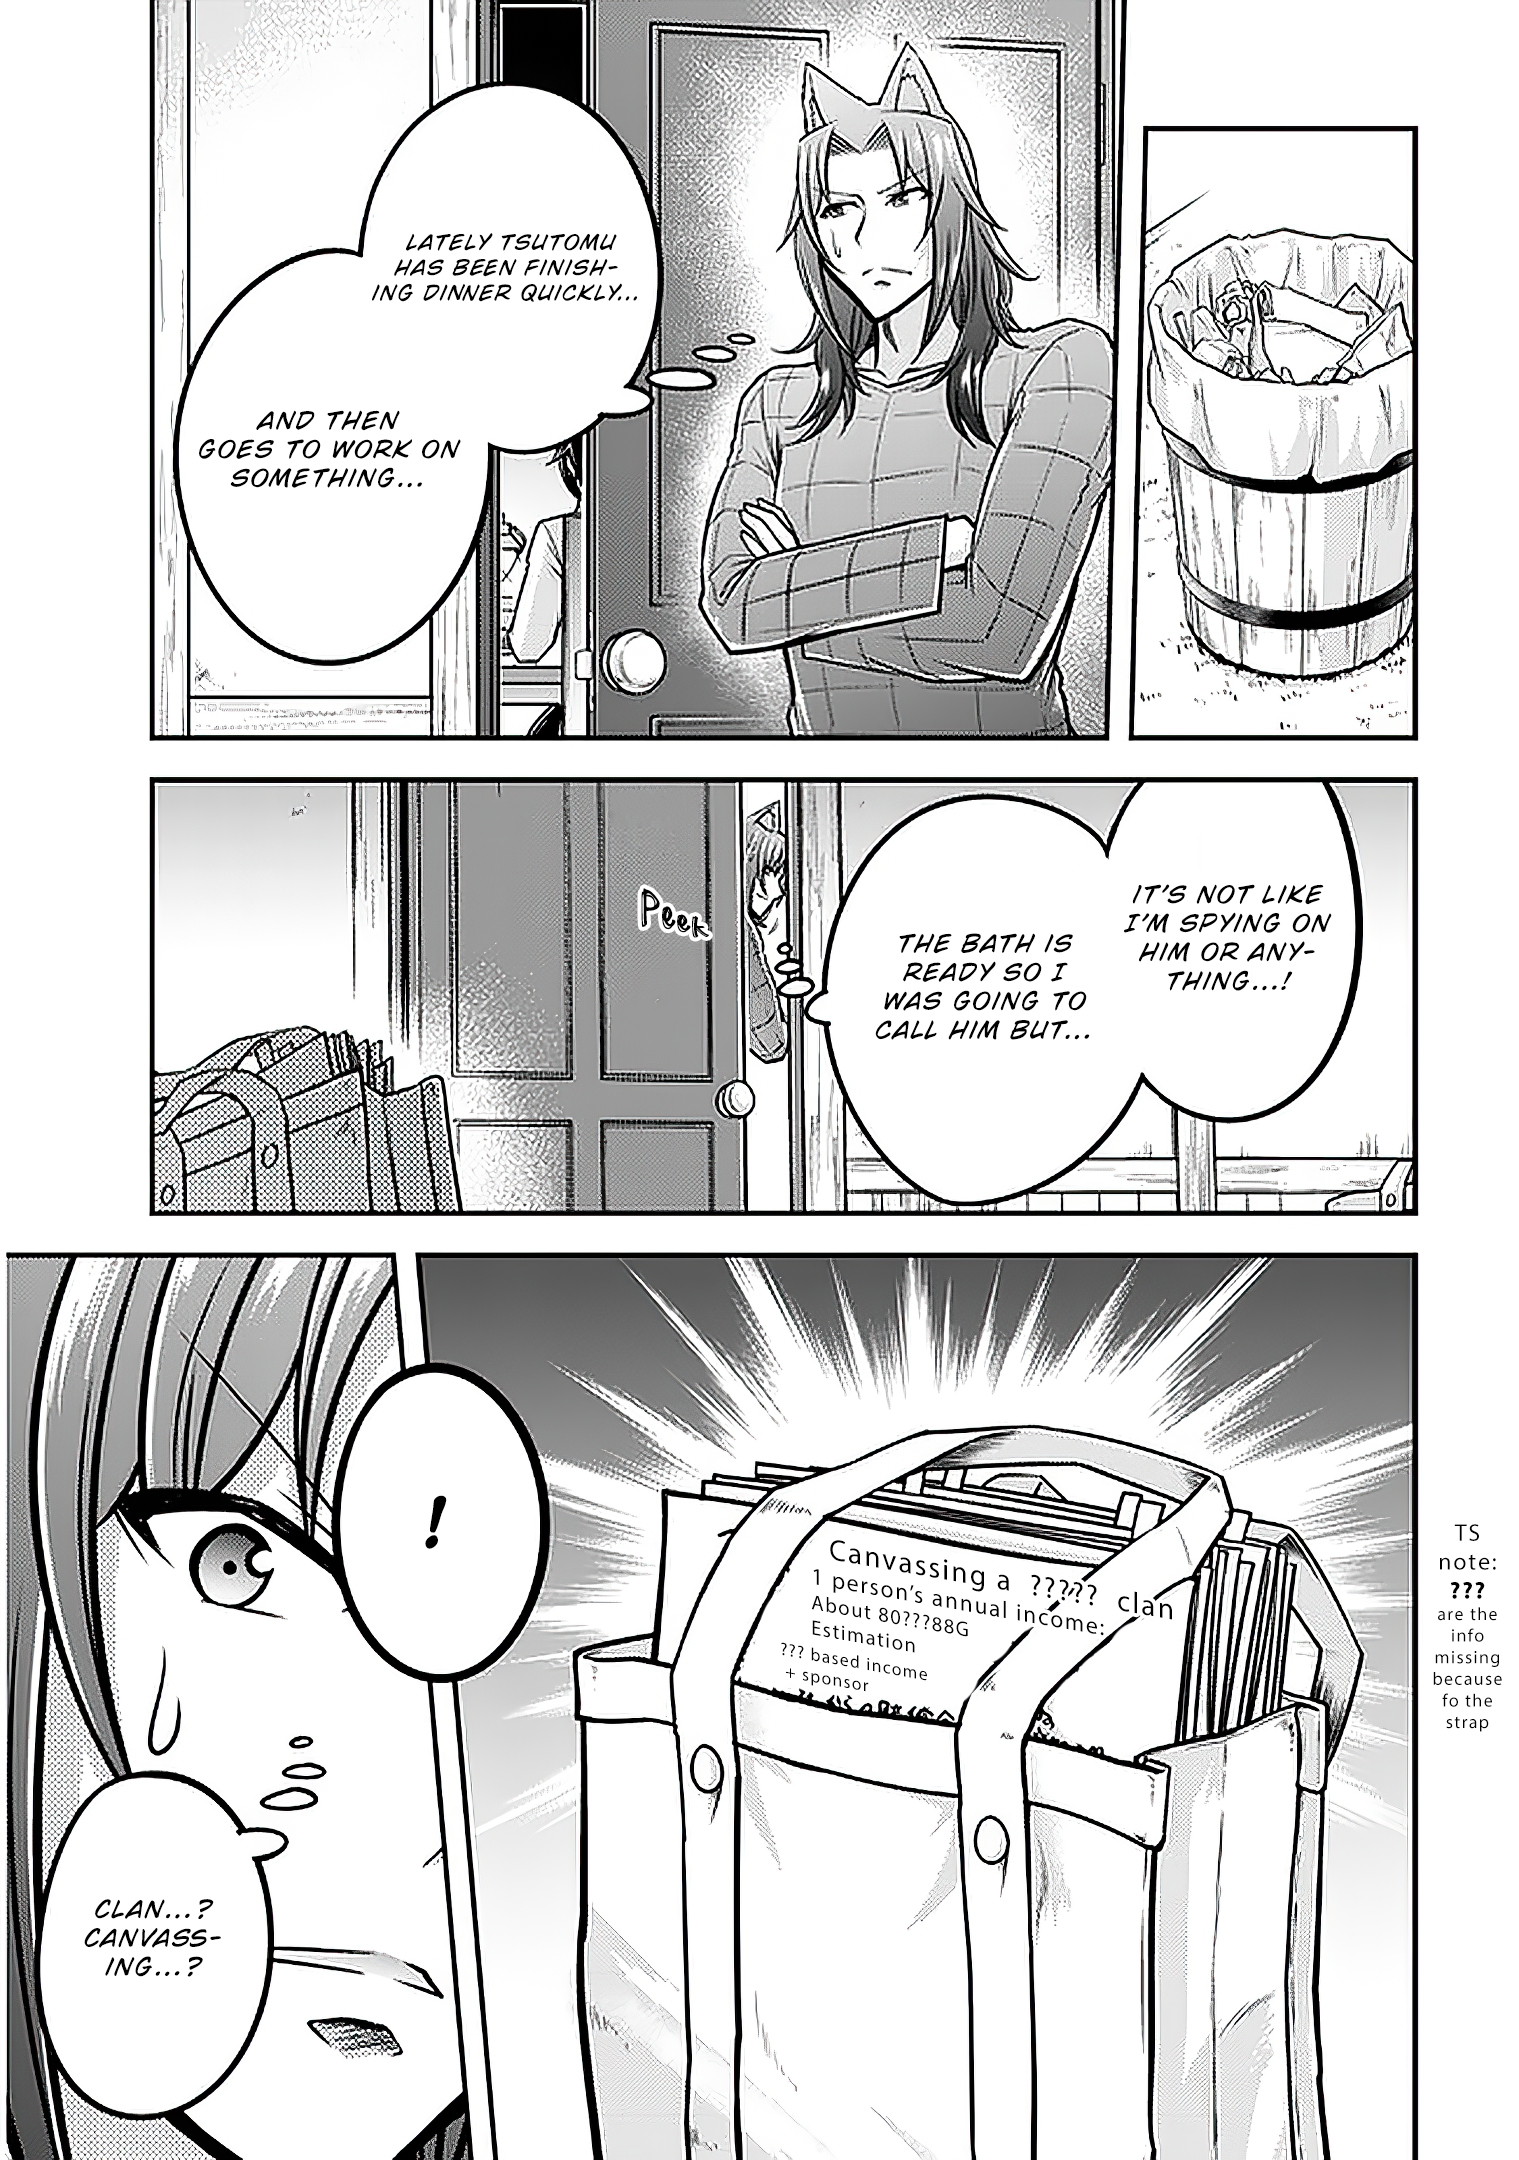 LATELY TSUTOMU
HAS BEEN FINISH-
ING DINNER QUICKLY...
AND THEN
GOES TO WORK ON
SOMETHING...
IT'S NOT LIKE
I'M SPYING ON
HIM OR ANY-
THING...!
THE BATH IS
READY SO I
WAS GOING TO
CALL HIM BUT...
Peek
!
Canvassing a ????? clan
1 person's annual income:
About 80???88G
Estimation
??? based income
+ sponsor
TS
note:
???
are the
info
missing
because
fo the
strap
CLAN...?
CANVASS-
ING...?